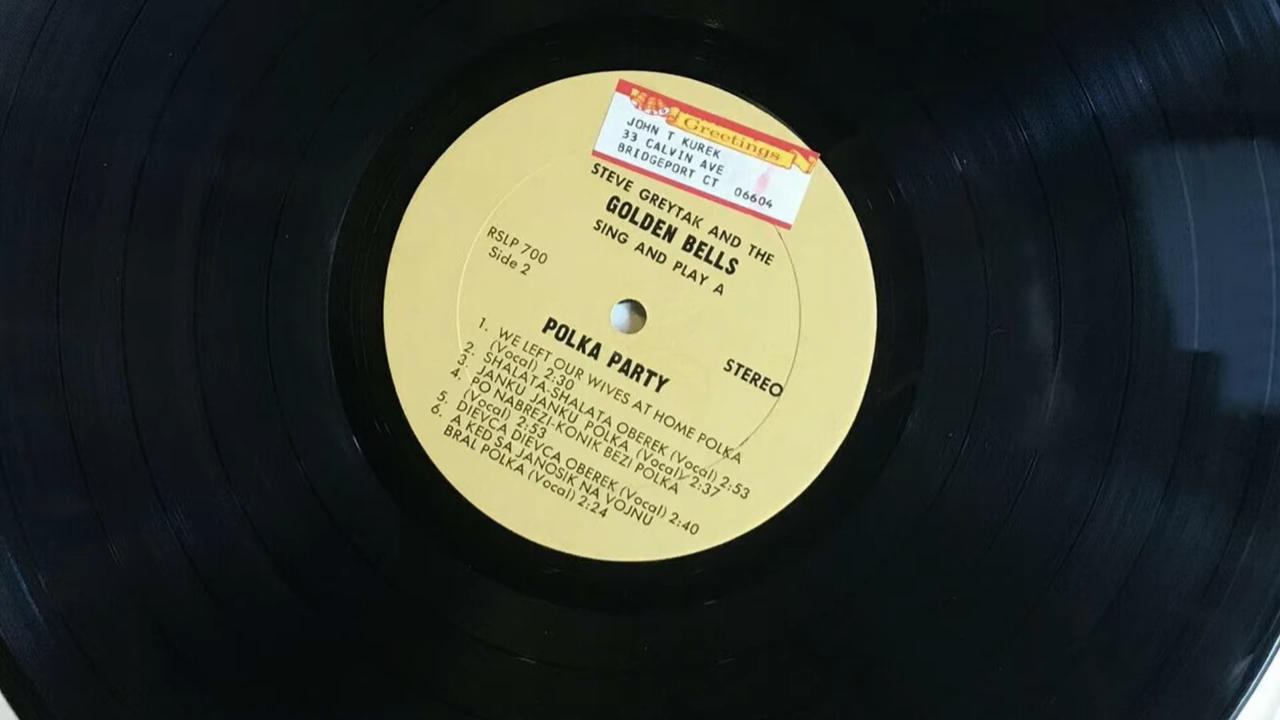 Greetings
JOHN T KUREK
33 CALVIN AVE
BRIDGEPORT CT 06604
STEVE GREYTAK AND THE
GOLDEN BELLS
SING AND PLAY A
RSLP 700
Side 2
POLKA PARTY
STEREO
1. WE LEFT OUR WIVES AT HOME POLKA
(Vocal) 2:30
2. SHALATA-SHALATA OBEREK (Vocal) 2:53
3. JANKU JANKU POLKA (Vocal) 2:37
4. PO NABREZI-KONIK BEZI POLKA
(Vocal) 2:53
5. DIEVCA DIEVCA OBEREK (Vocal) 2:40
6. A KED SA JANOSIK NA VOJNU
BRAL POLKA (Vocal) 2:24